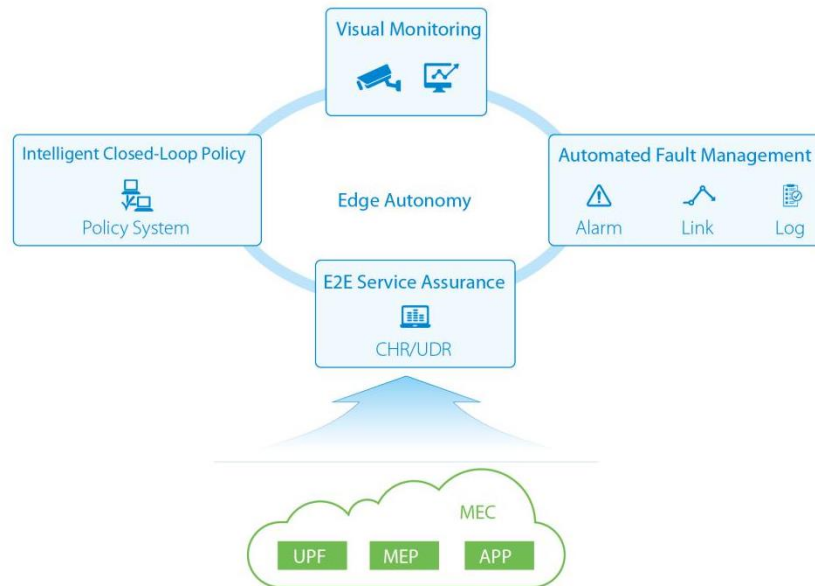 Visual Monitoring
Intelligent Closed-Loop Policy
Policy System
Automated Fault Management
Alarm
Link
Log
Edge Autonomy
E2E Service Assurance
CHR/UDR
MEC
UPF
MEP
APP